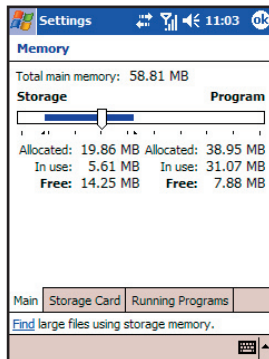 Settings 11:03 ok
Memory
Total main memory: 58.81 MB
Storage Program
Allocated: 19.86 MB Allocated: 38.95 MB
In use: 5.61 MB In use: 31.07 MB
Free: 14.25 MB Free: 7.88 MB
Main Storage Card Running Programs
Find large files using storage memory.